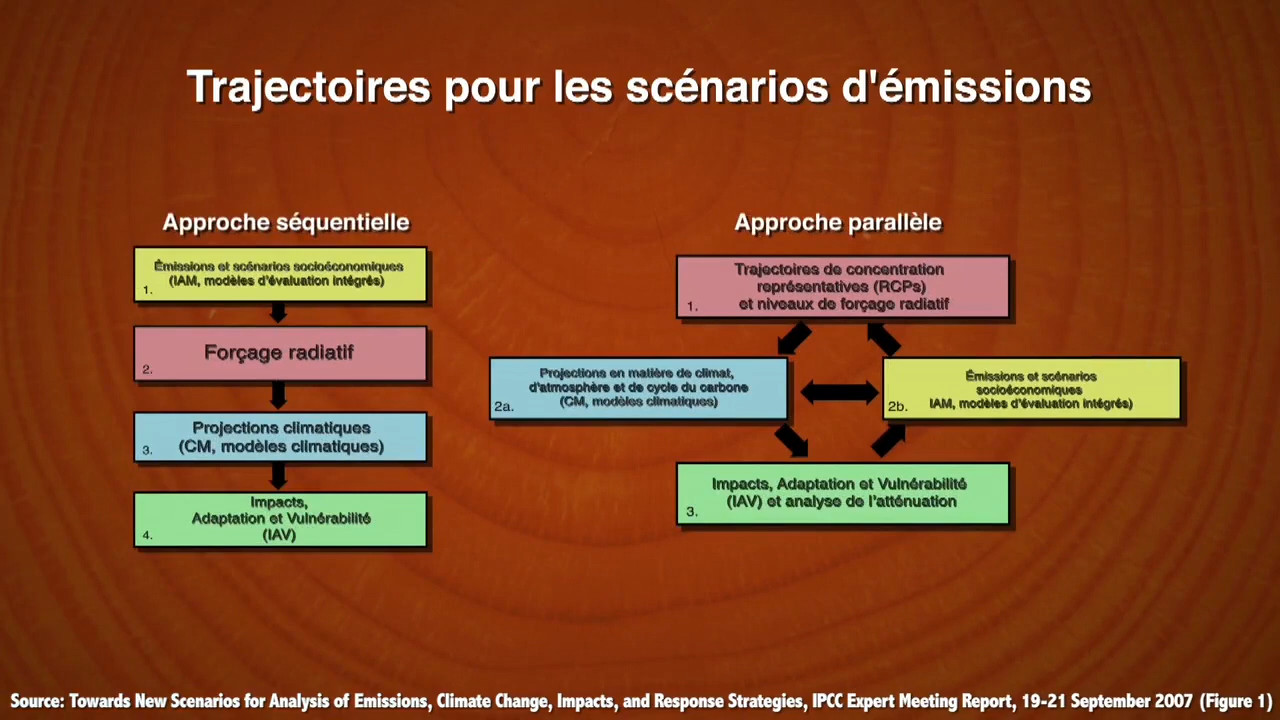 Trajectoires pour les scénarios d'émissions
Approche séquentielle
Émissions et scénarios socioéconomiques
(IAM, modèles d'évaluation intégrés)
1.
Forçage radiatif
2.
Projections climatiques
(CM, modèles climatiques)
3.
Impacts,
Adaptation et Vulnérabilité
(IAV)
4.
Approche parallèle
Trajectoires de concentration
représentatives (RCPs)
et niveaux de forçage radiatif
1.
Projections en matière de climat,
d'atmosphère et de cycle du carbone
(CM, modèles climatiques)
2a.
Émissions et scénarios
socioéconomiques
IAM, modèles d'évaluation intégrés)
2b.
Impacts, Adaptation et Vulnérabilité
(IAV) et analyse de l'atténuation
3.
Source: Towards New Scenarios for Analysis of Emissions, Climate Change, Impacts, and Response Strategies, IPCC Expert Meeting Report, 19-21 September 2007 (Figure 1)